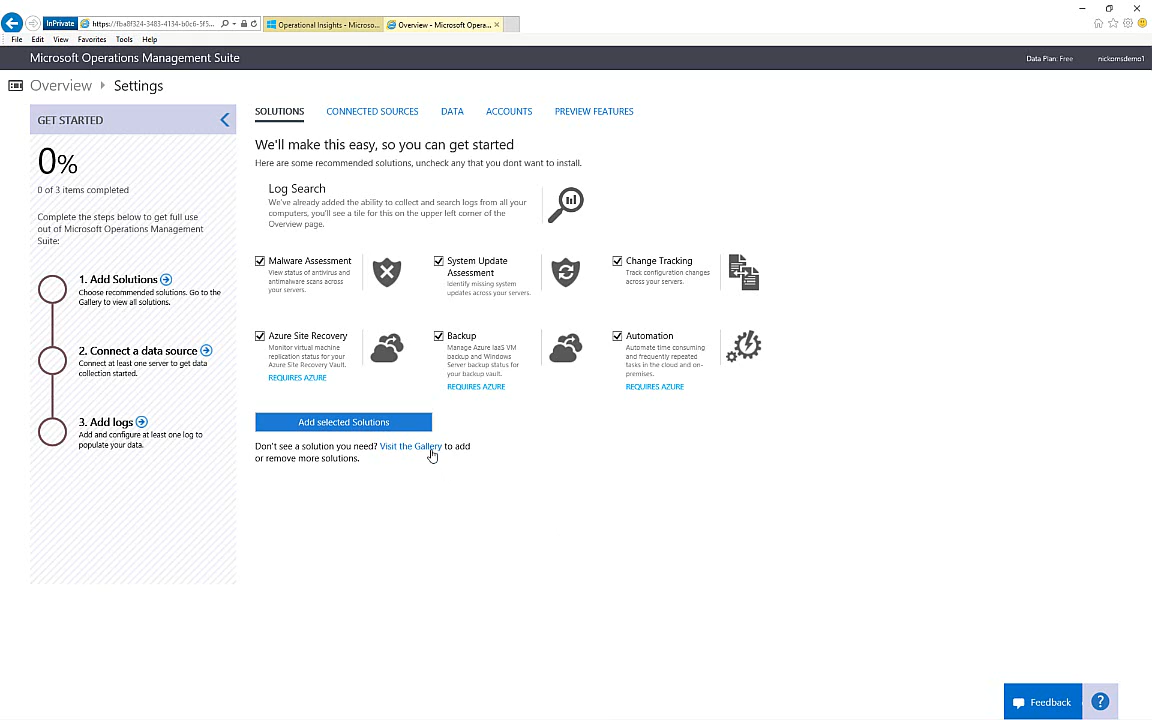 InPrivate
Operational Insights - Microso...
Overview - Microsoft Opera...
File Edit View Favorites Tools Help
Microsoft Operations Management Suite
Data Plan: Free
nickomsdemo1
Overview
Settings
GET STARTED
0%
0 of 3 items completed
Complete the steps below to get full use
out of Microsoft Operations Management
Suite:
1. Add Solutions
Choose recommended solutions. Go to the
Gallery to view all solutions.
2. Connect a data source
Connect at least one server to get data
collection started.
3. Add logs
Add and configure at least one log to
populate your data.
SOLUTIONS
CONNECTED SOURCES
DATA
ACCOUNTS
PREVIEW FEATURES
We'll make this easy, so you can get started
Here are some recommended solutions, uncheck any that you dont want to install.
Log Search
We've already added the ability to collect and search logs from all your
computers, you'll see a tile for this on the upper left corner of the
Overview page.
Malware Assessment
View status of antivirus and
antimalware scans across
your servers.
System Update
Assessment
Identify missing system
updates across your servers.
Change Tracking
Track configuration changes
across your servers.
Azure Site Recovery
Monitor virtual machine
replication status for your
Azure Site Recovery Vault.
REQUIRES AZURE
Backup
Manage Azure IaaS VM
backup and Windows
Server backup status for
your backup vault.
REQUIRES AZURE
Automation
Automate time consuming
and frequently repeated
tasks in the cloud and on-
premises.
REQUIRES AZURE
Add selected Solutions
Don't see a solution you need? Visit the Gallery to add
or remove more solutions.
Feedback
?